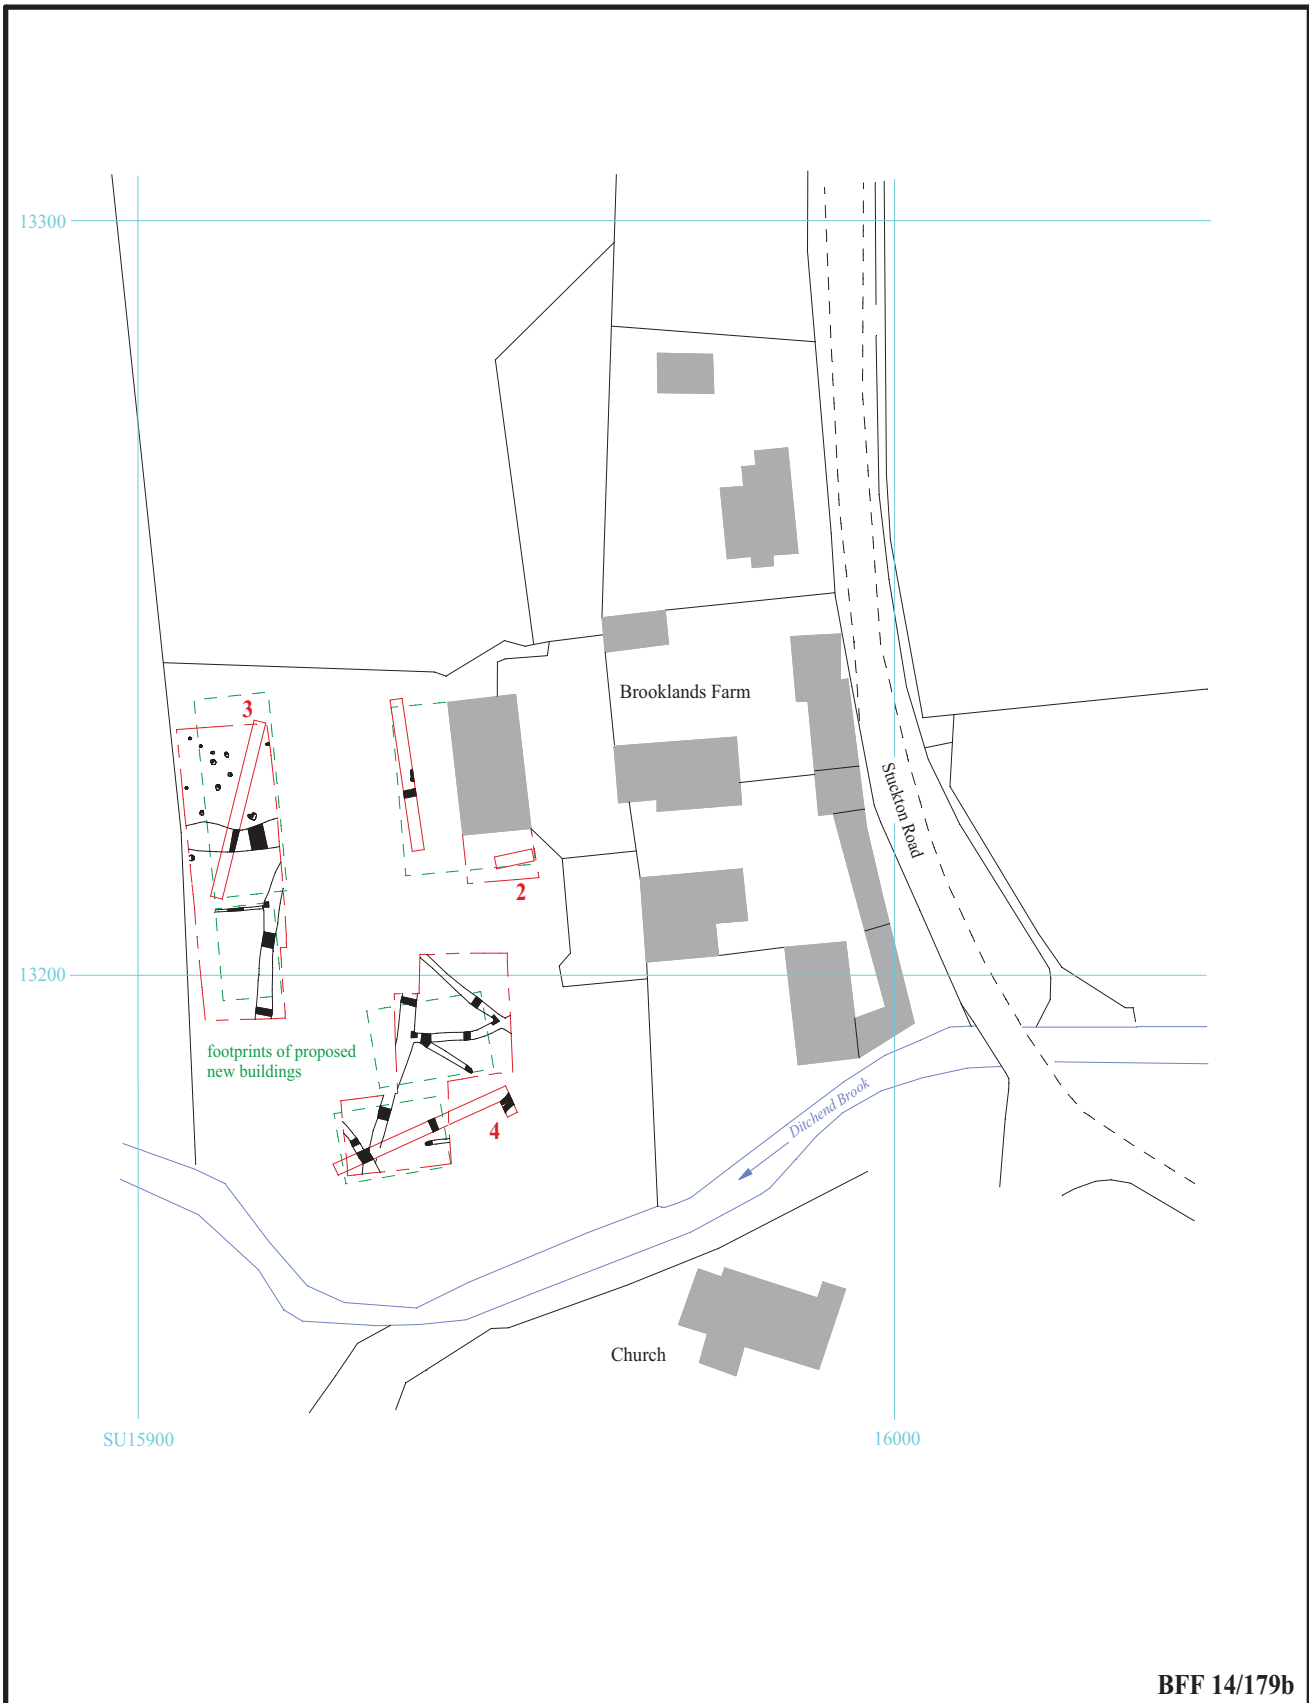 13300
Brooklands Farm
3
Stuckton Road
2
13200
footprints of proposed
new buildings
Ditchend Brook
4
Church
SU15900
16000
BFF 14/179b